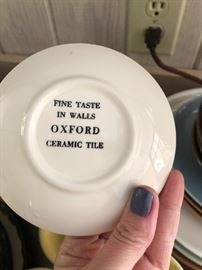 FINE TASTE
IN WALLS
OXFORD
CERAMIC TILE